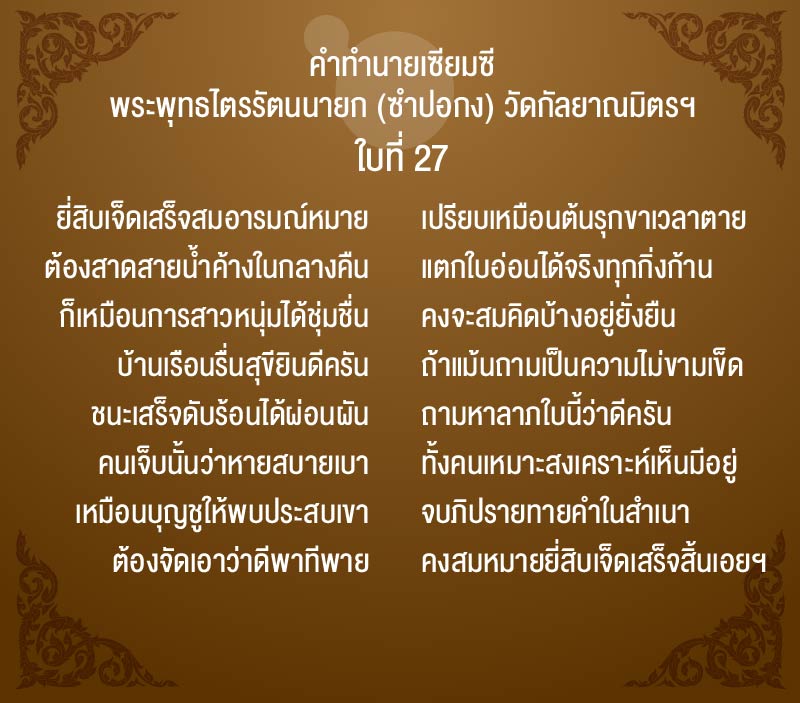 คำทำนายเซียมซี
พระพุทธไตรรัตนนายก (ซำปอกง) วัดกัลยาณมิตรฯ
ใบที่ 27
ยี่สิบเจ็ดเสร็จสมอารมณ์หมาย เปรียบเหมือนต้นรุกขาเวลาตาย
ต้องสาดสายน้ำค้างในกลางคืน แตกใบอ่อนได้จริงทุกกิ่งก้าน
ก็เหมือนการสาวหนุ่มได้ชุ่มชื่น คงจะสมคิดบ้างอยู่ยั่งยืน
บ้านเรือนรื่นสุขียินดีครัน ถ้าแม้นถามเป็นความไม่ขามเข็ด
ชนะเสร็จดับร้อนได้ผ่อนผัน ถามหาลาภใบนี้ว่าดีครัน
คนเจ็บนั้นว่าหายสบายเบา ทั้งคนเหมาะสงเคราะห์เห็นมีอยู่
เหมือนบุญชูให้พบประสบเขา จบภิปรายทายคำในสำเนา
ต้องจัดเอาว่าดีพาทีพาย คงสมหมายยี่สิบเจ็ดเสร็จสิ้นเอยฯ